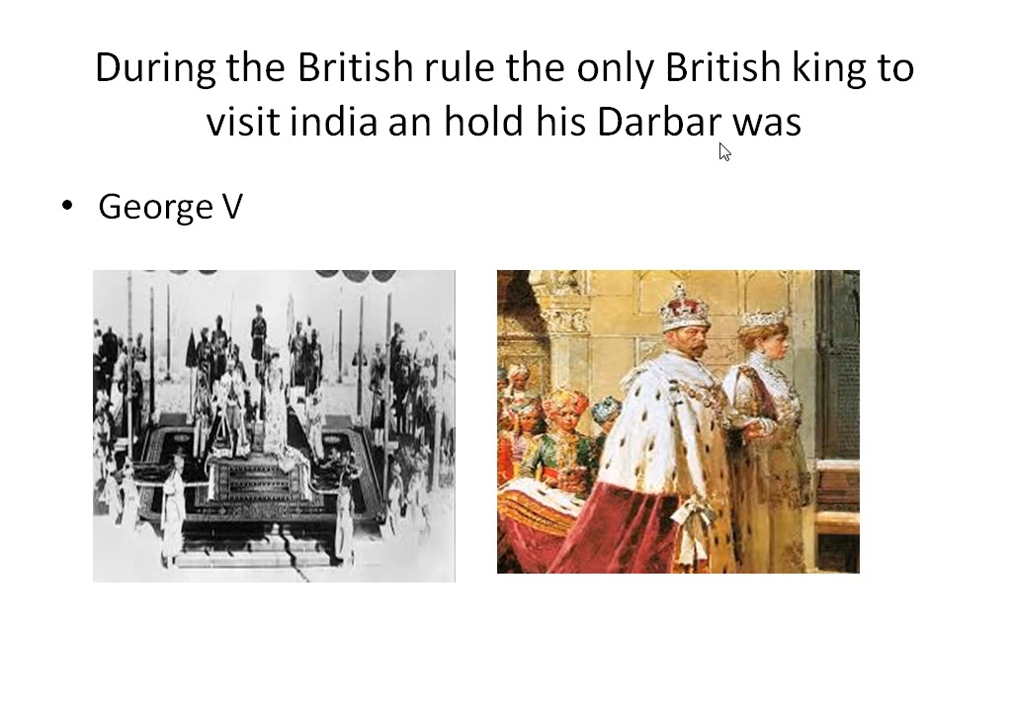 During the British rule the only British king to
visit india an hold his Darbar was
• George V